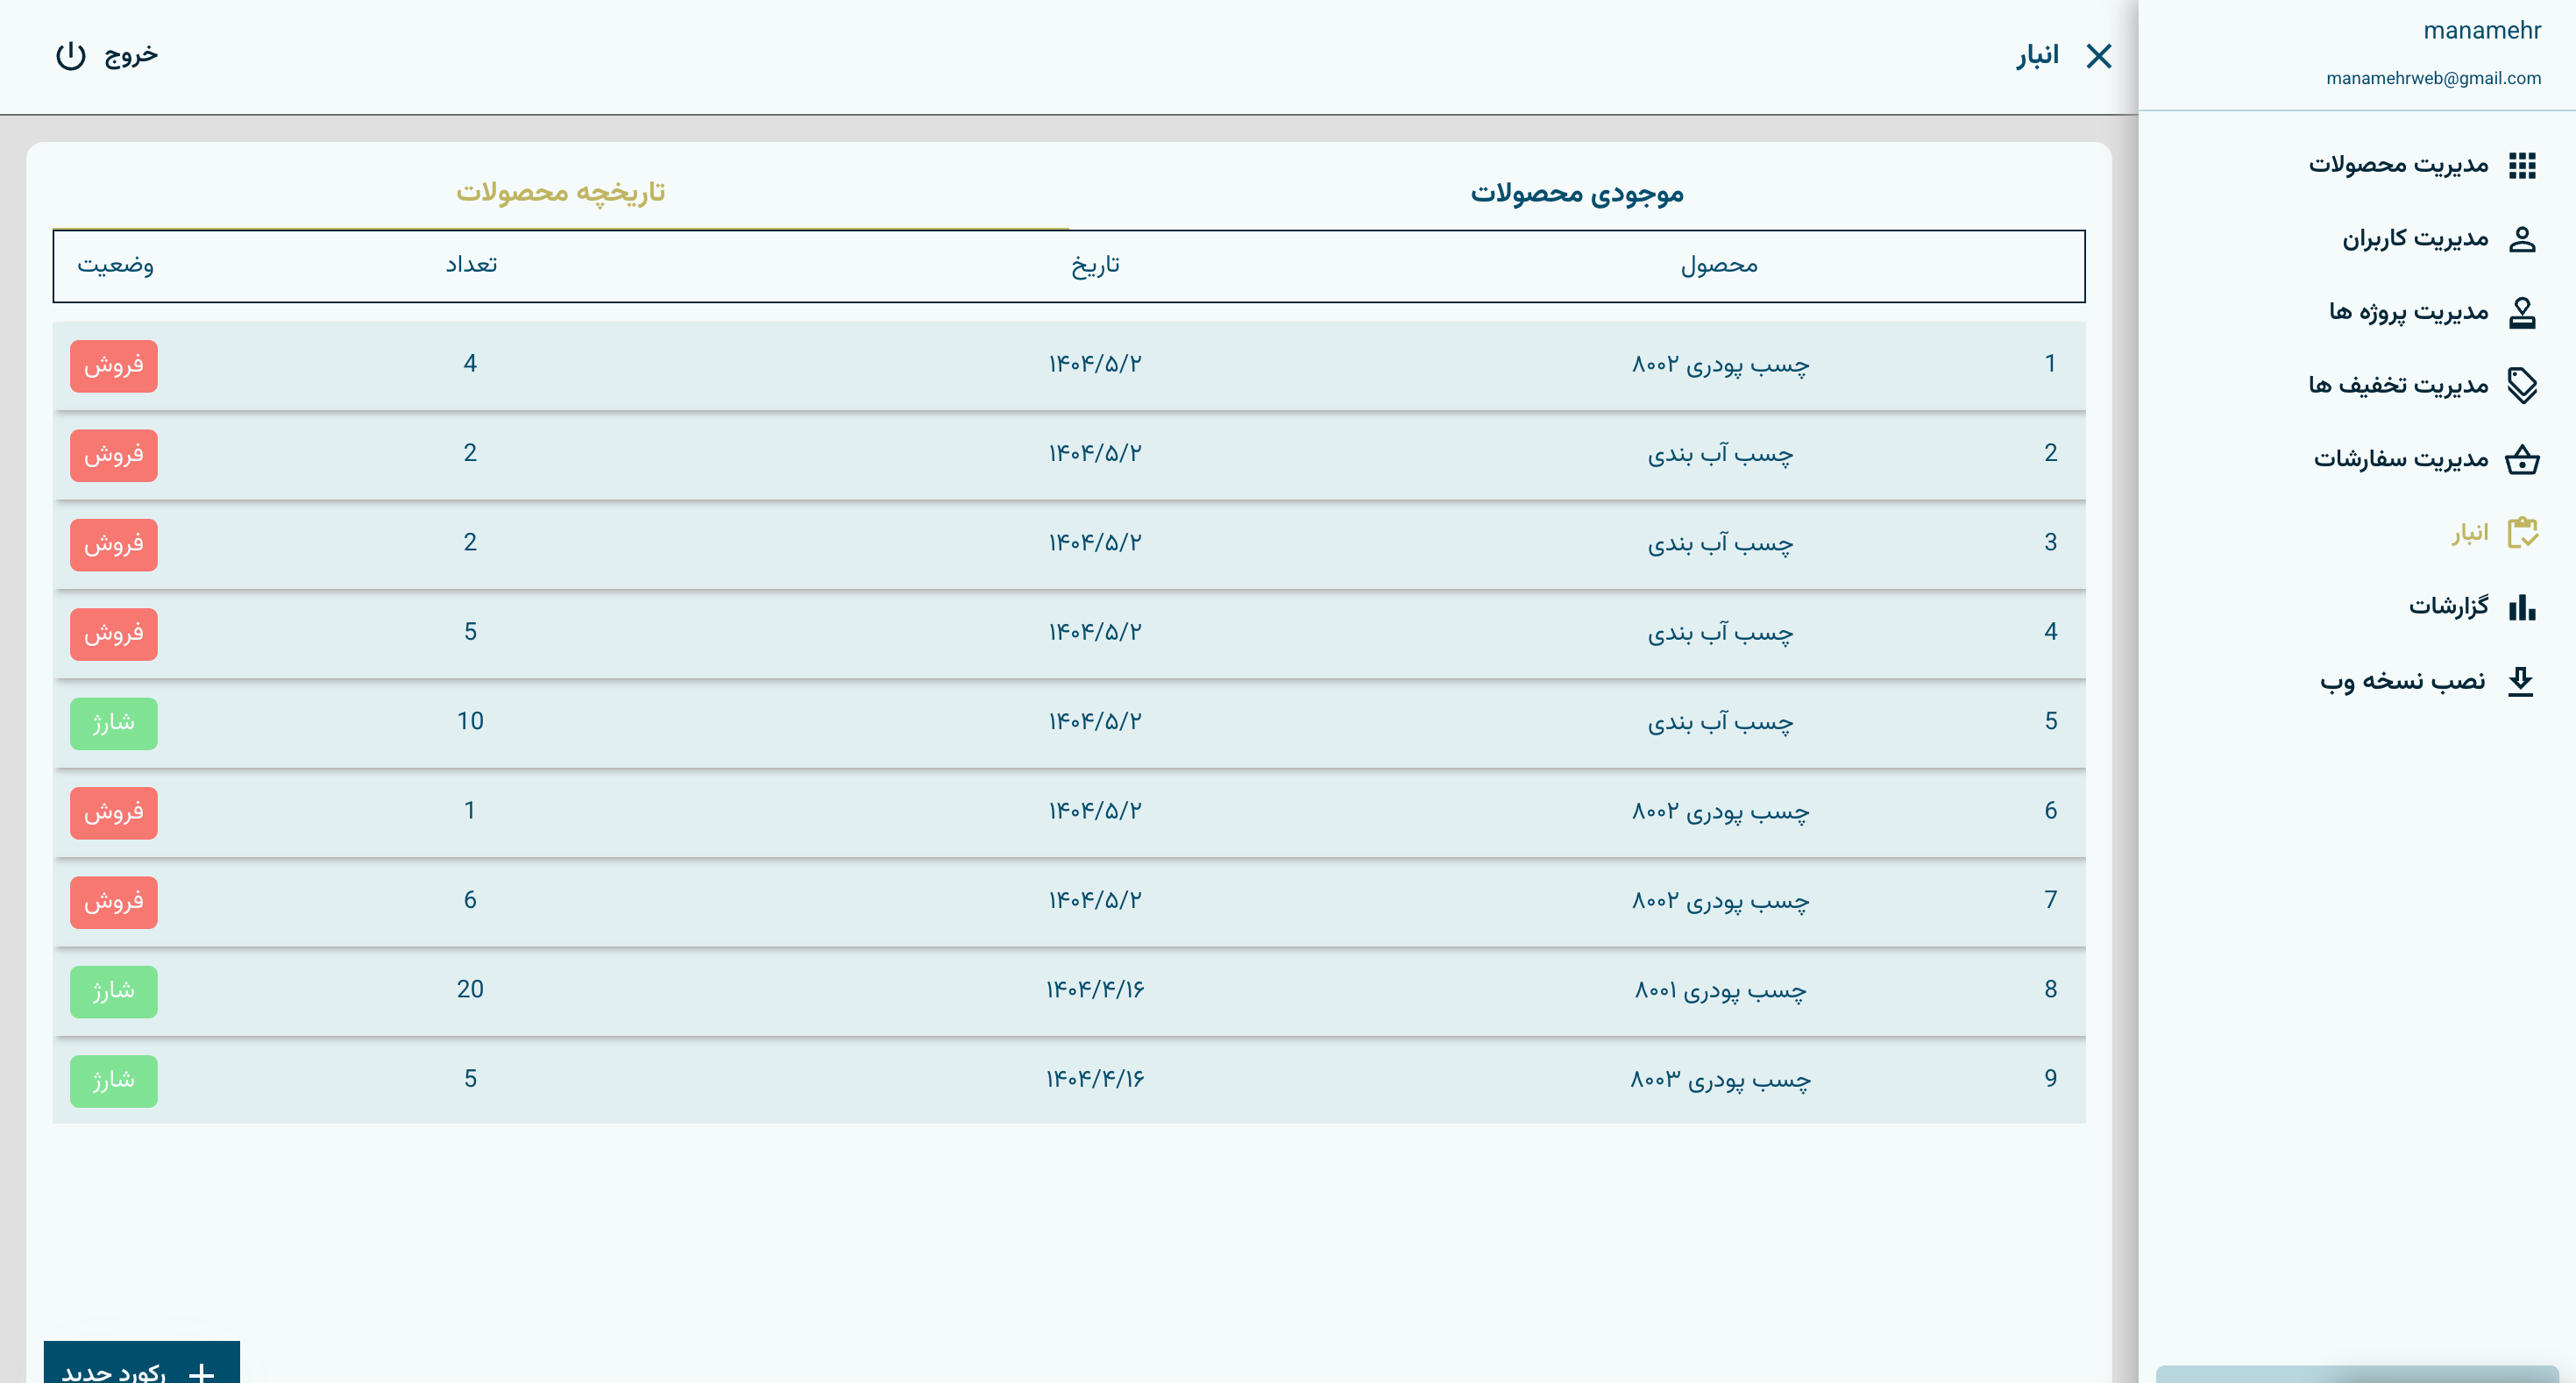 manamehr
manamehrweb@gmail.com
مدیریت محصولات
مدیریت کاربران
مدیریت پروژه ها
مدیریت تخفیف ها
مدیریت سفارشات
انبار
گزارشات
نصب نسخه وب
انبار
خروج
موجودی محصولات
تاریخچه محصولات
محصول تاریخ تعداد وضعیت
1 چسب پودری ۸۰۰۲ ۱۴۰۴/۵/۲ 4 فروش
2 چسب آب بندی ۱۴۰۴/۵/۲ 2 فروش
3 چسب آب بندی ۱۴۰۴/۵/۲ 2 فروش
4 چسب آب بندی ۱۴۰۴/۵/۲ 5 فروش
5 چسب آب بندی ۱۴۰۴/۵/۲ 10 شارژ
6 چسب پودری ۸۰۰۲ ۱۴۰۴/۵/۲ 1 فروش
7 چسب پودری ۸۰۰۲ ۱۴۰۴/۵/۲ 6 فروش
8 چسب پودری ۸۰۰۱ ۱۴۰۴/۴/۱۶ 20 شارژ
9 چسب پودری ۸۰۰۳ ۱۴۰۴/۴/۱۶ 5 شارژ
رکورد جدید